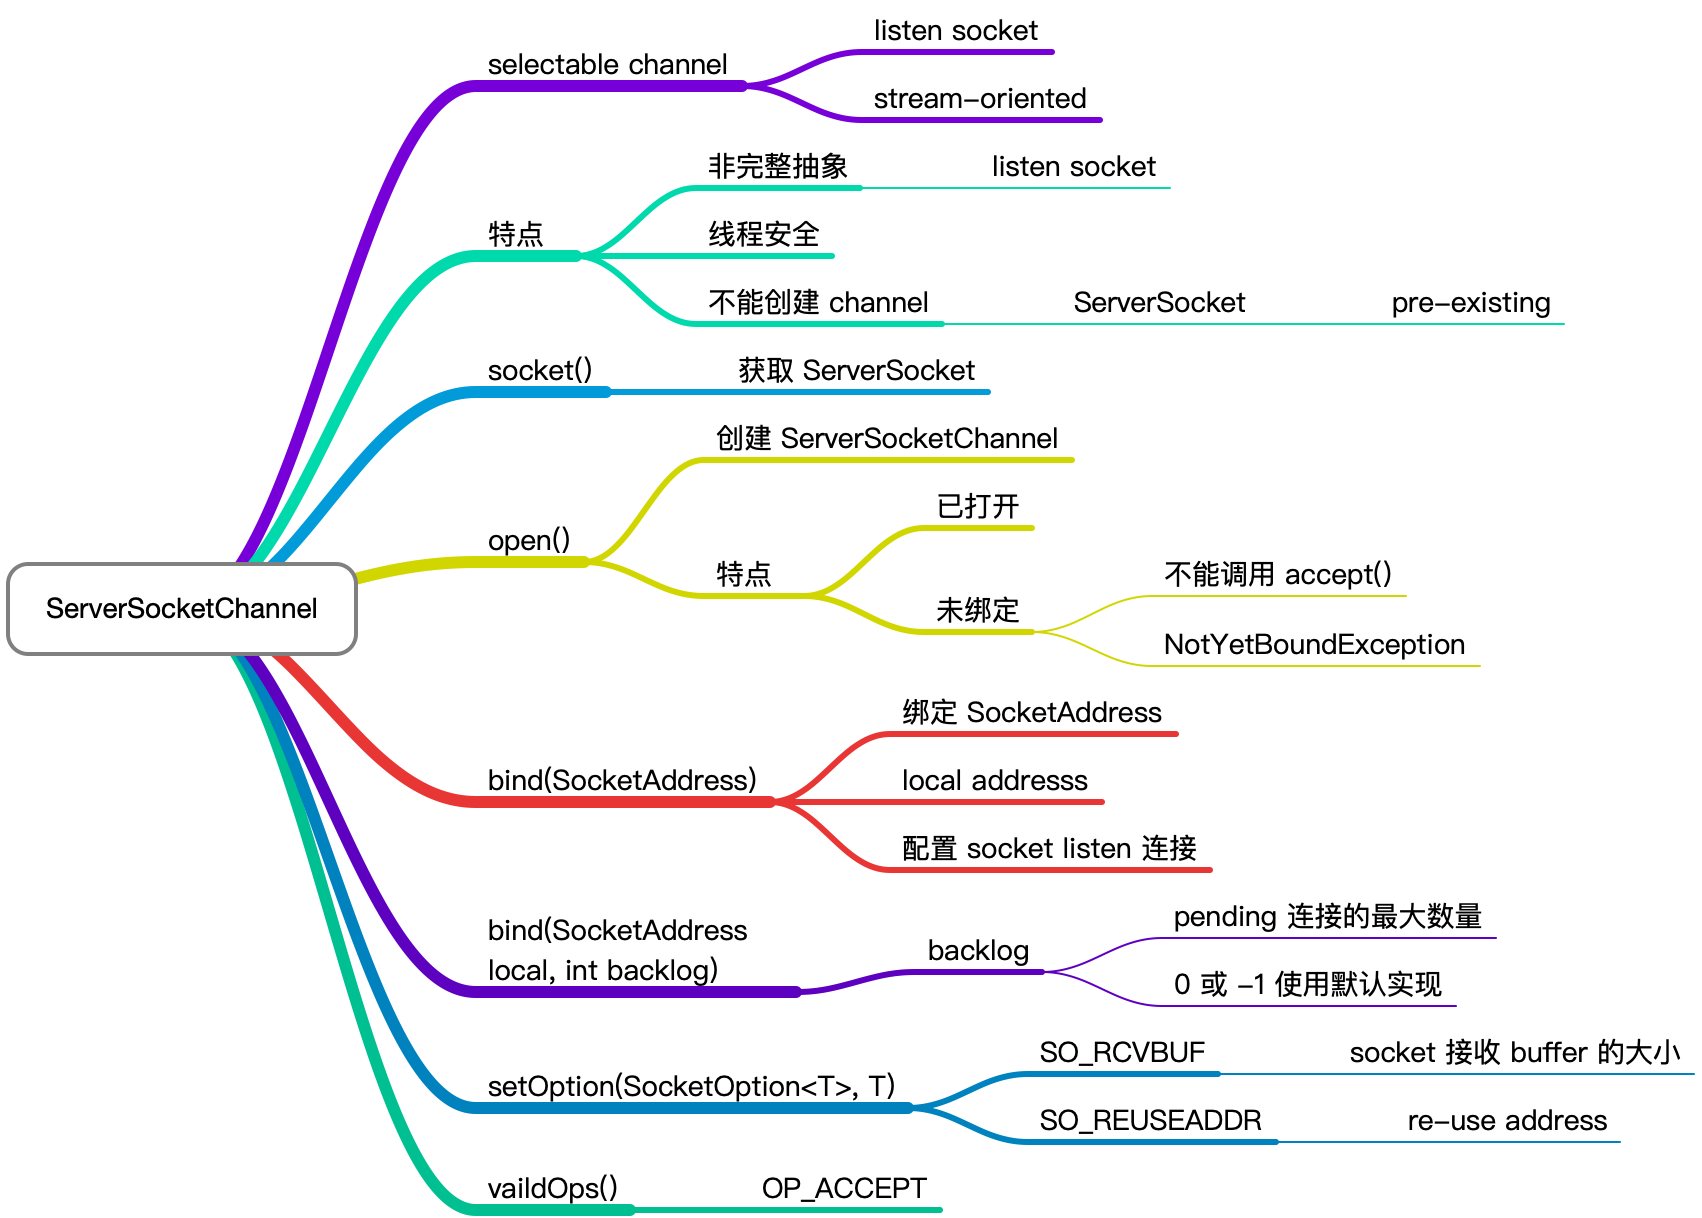 ServerSocketChannel
selectable channel
listen socket
stream-oriented
特点
非完整抽象
listen socket
线程安全
不能创建 channel
ServerSocket
pre-existing
socket()
获取 ServerSocket
open()
创建 ServerSocketChannel
特点
已打开
未绑定
不能调用 accept()
NotYetBoundException
bind(SocketAddress)
绑定 SocketAddress
local addresss
配置 socket listen 连接
bind(SocketAddress
local, int backlog)
backlog
pending 连接的最大数量
0 或 -1 使用默认实现
setOption(SocketOption<T>, T)
SO_RCVBUF
socket 接收 buffer 的大小
SO_REUSEADDR
re-use address
vaildOps()
OP_ACCEPT